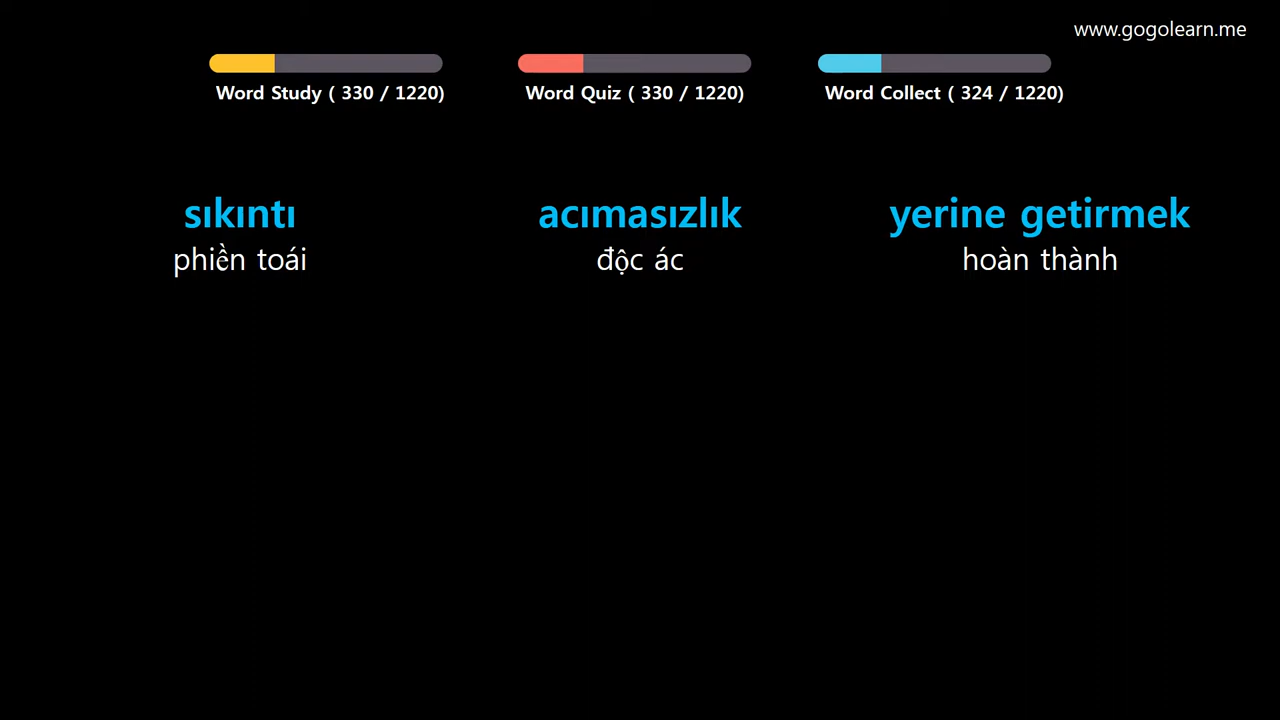 www.gogolearn.me
Word Study ( 330 / 1220)
Word Quiz ( 330 / 1220)
Word Collect ( 324 / 1220)
sıkıntı
phiền toái
acımasızlık
độc ác
yerine getirmek
hoàn thành